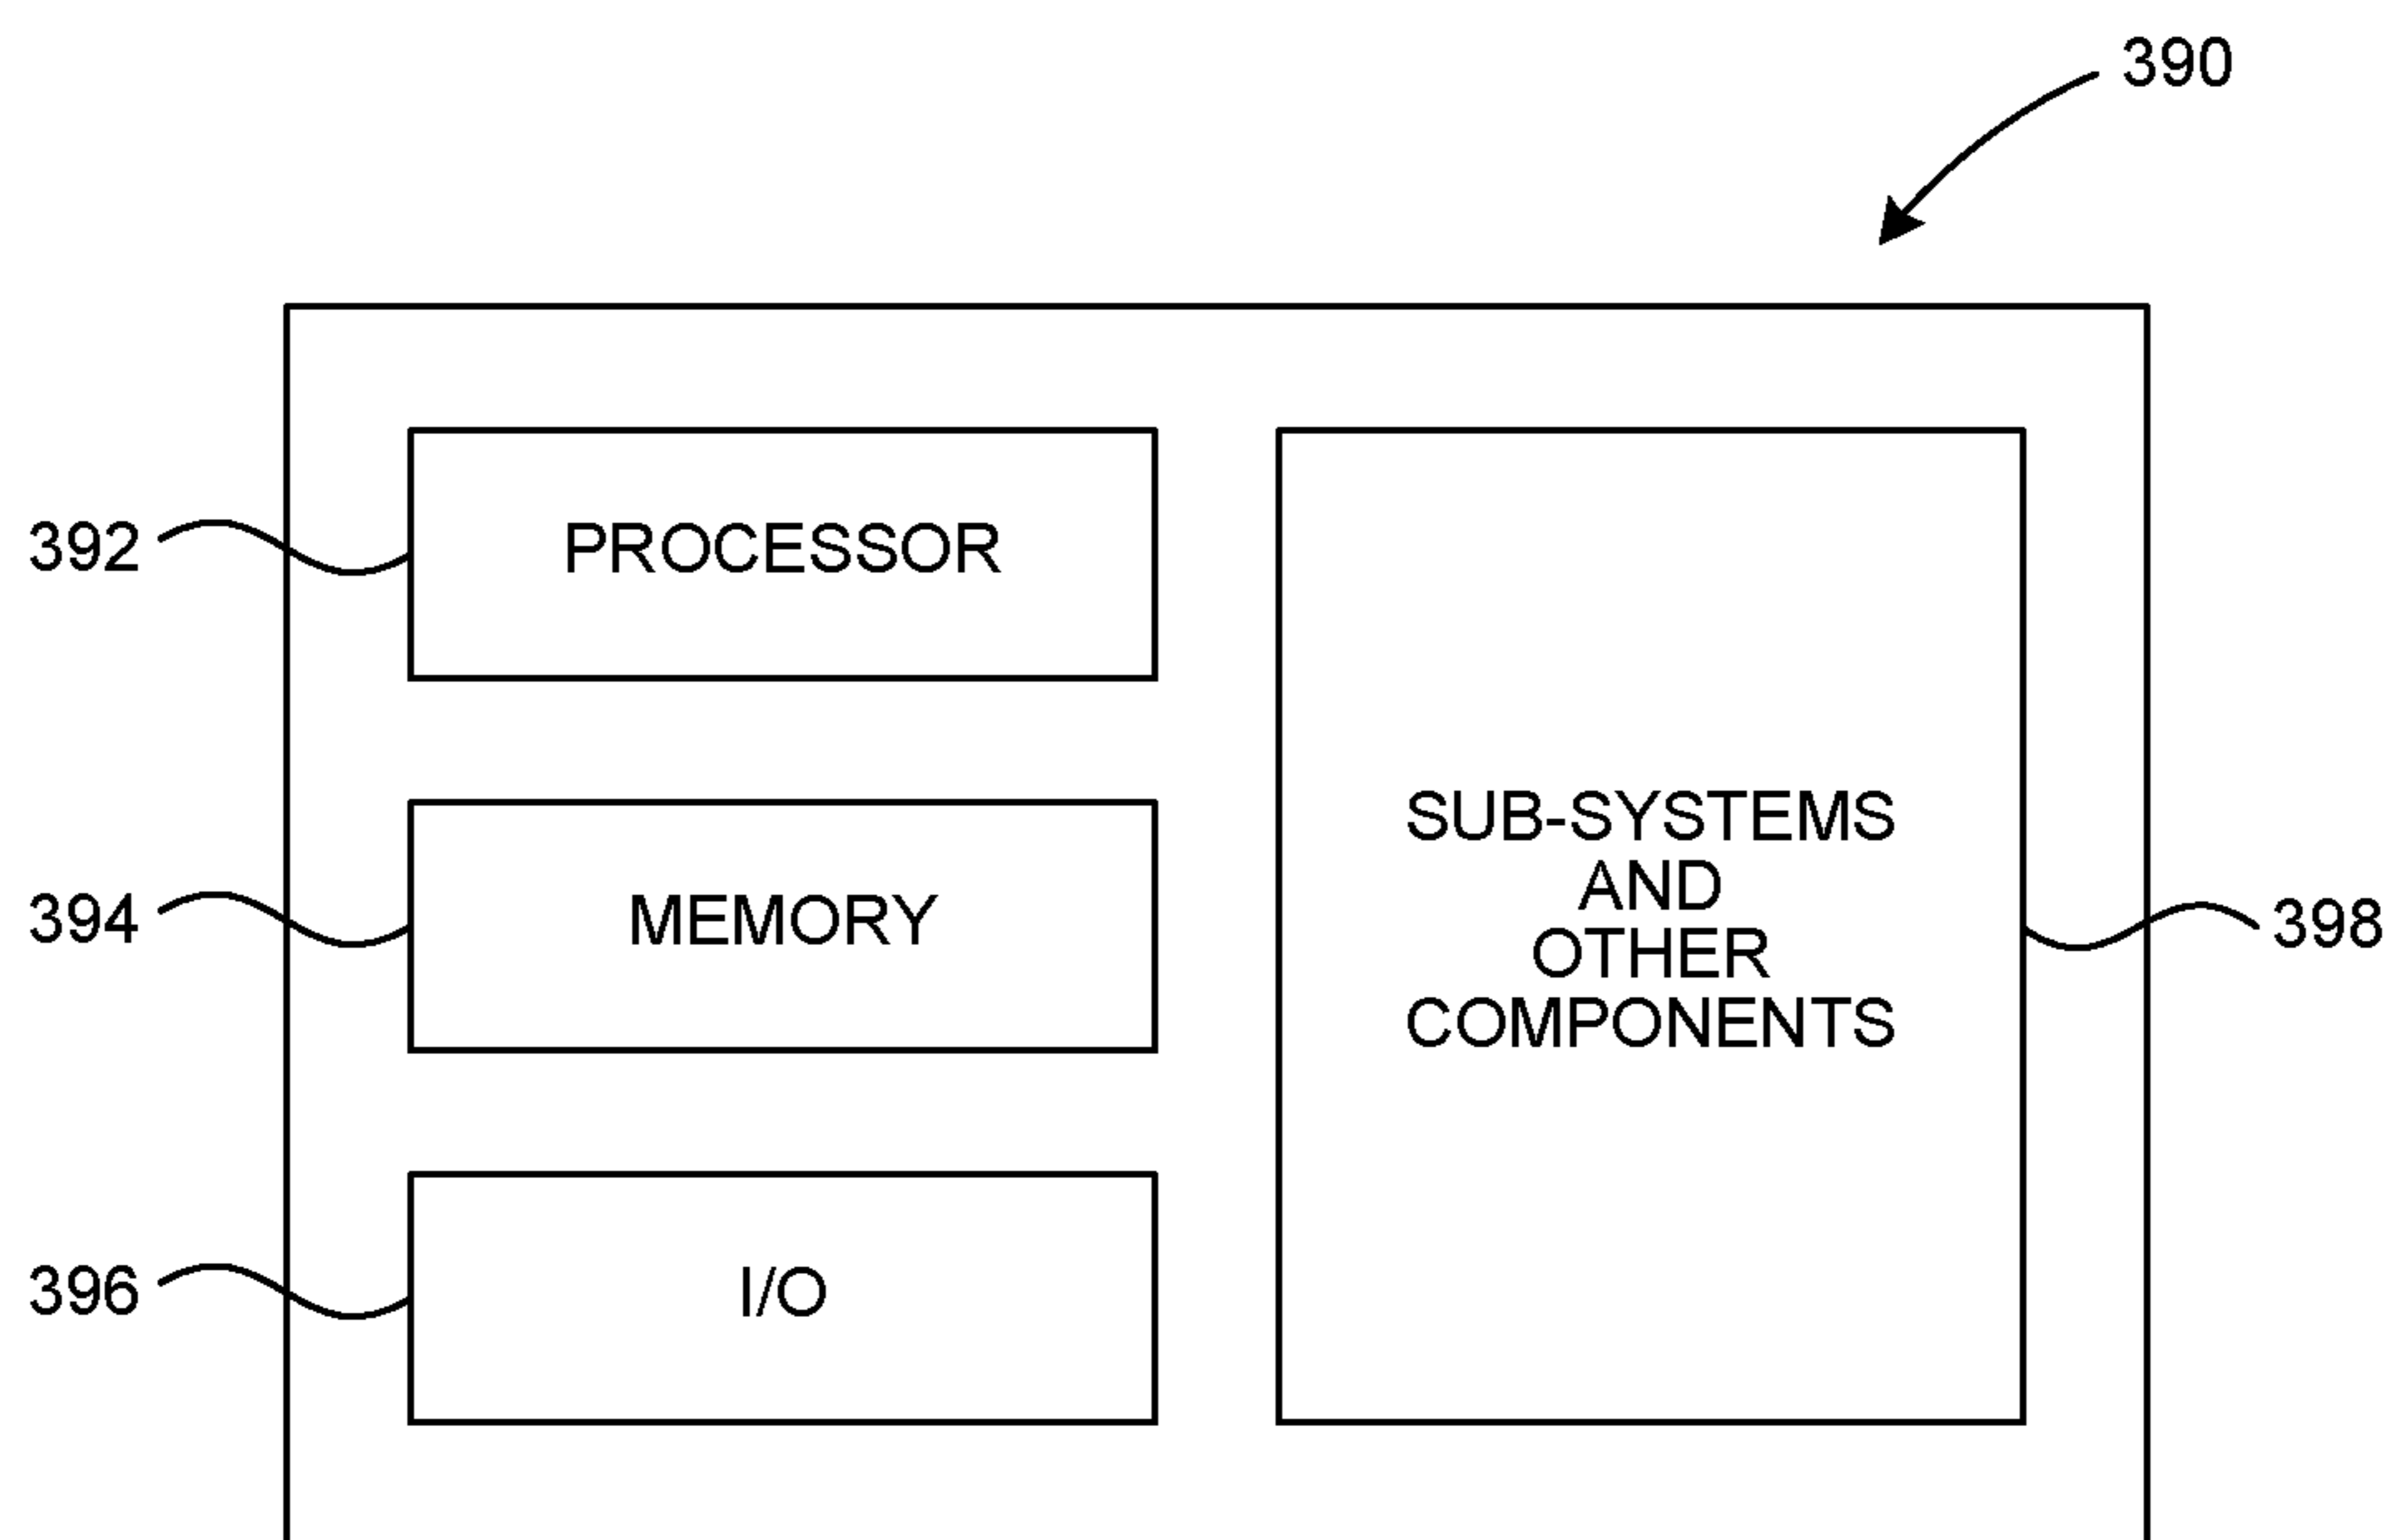 390
392
PROCESSOR
394
MEMORY
396
I/O
SUB-SYSTEMS
AND
OTHER
COMPONENTS
398